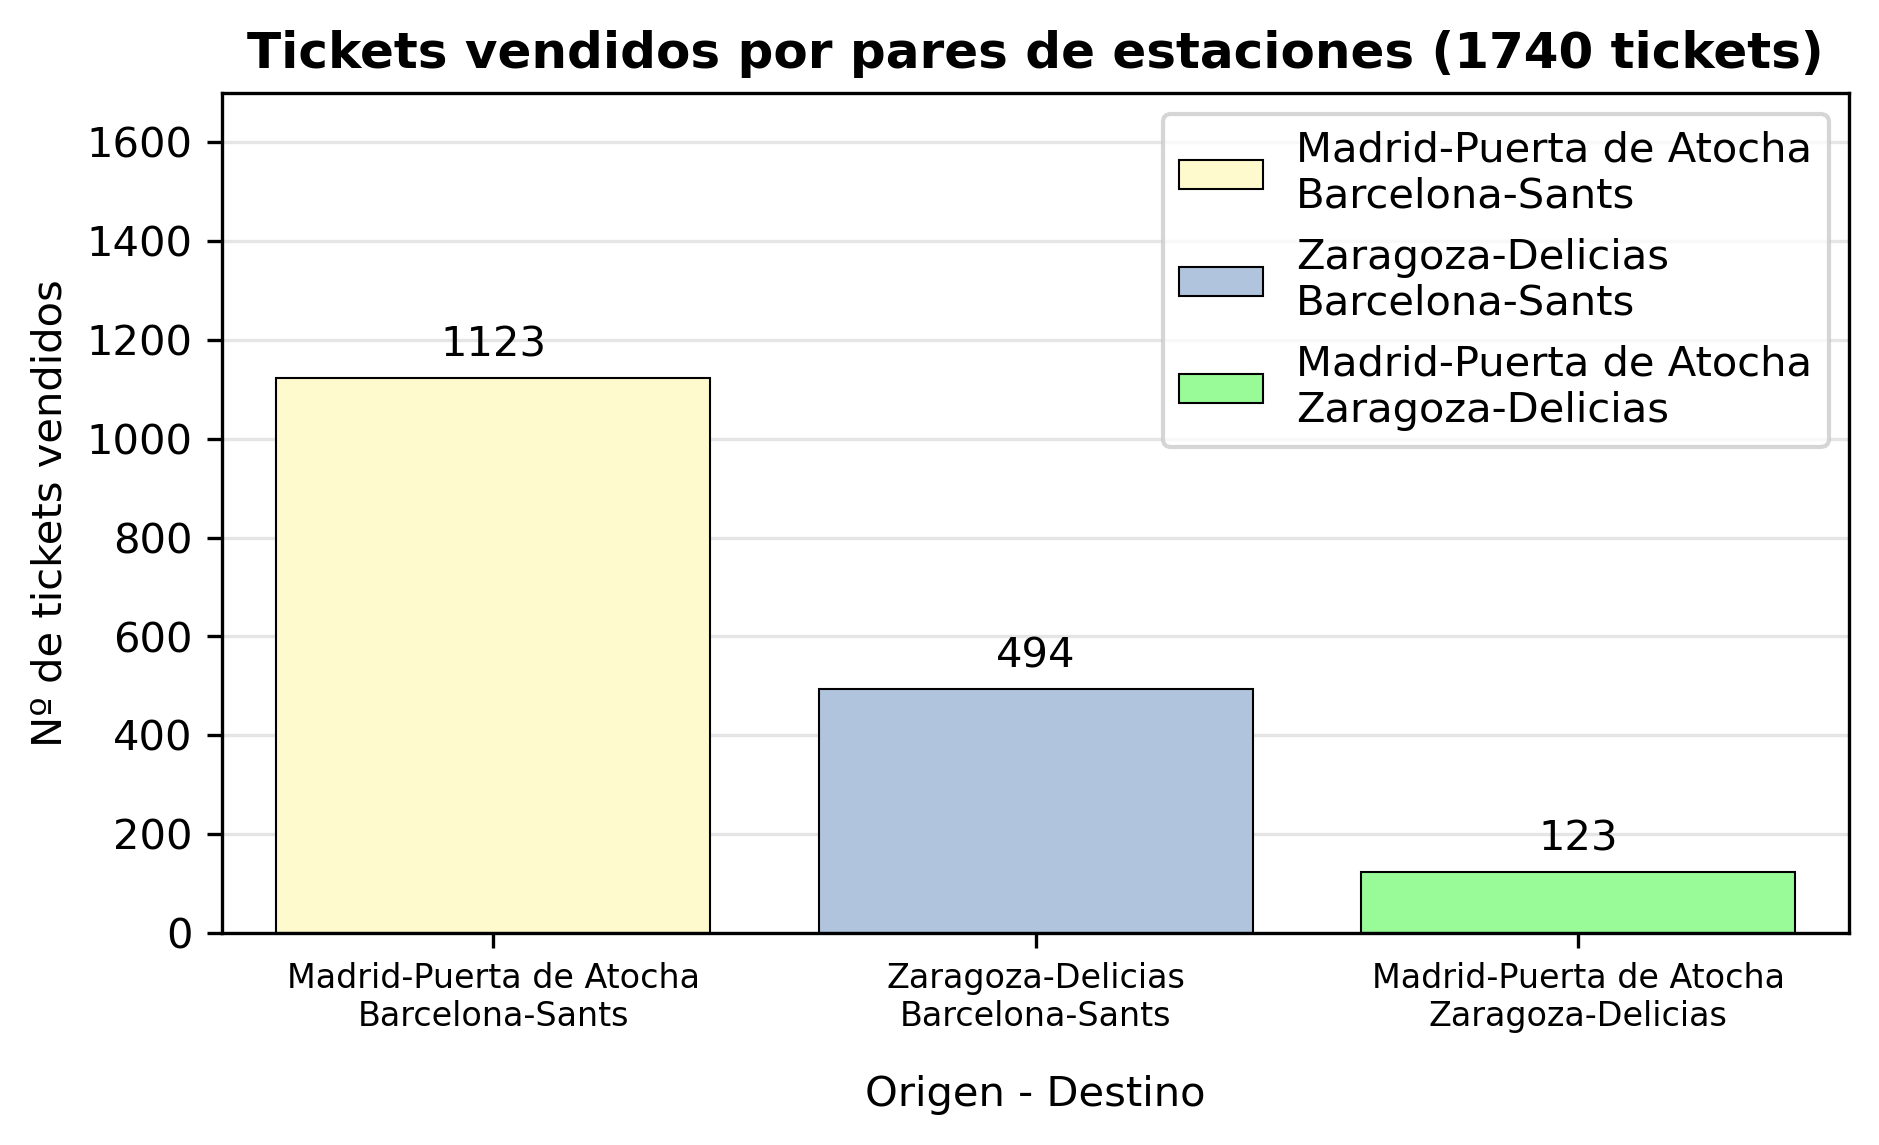 Tickets vendidos por pares de estaciones (1740 tickets)
1600
1400
1200
1000
800
600
400
200
0
Nº de tickets vendidos
Madrid-Puerta de Atocha
Barcelona-Sants
Zaragoza-Delicias
Barcelona-Sants
Madrid-Puerta de Atocha
Zaragoza-Delicias
1123
494
123
Madrid-Puerta de Atocha
Barcelona-Sants
Zaragoza-Delicias
Barcelona-Sants
Madrid-Puerta de Atocha
Zaragoza-Delicias
Origen - Destino